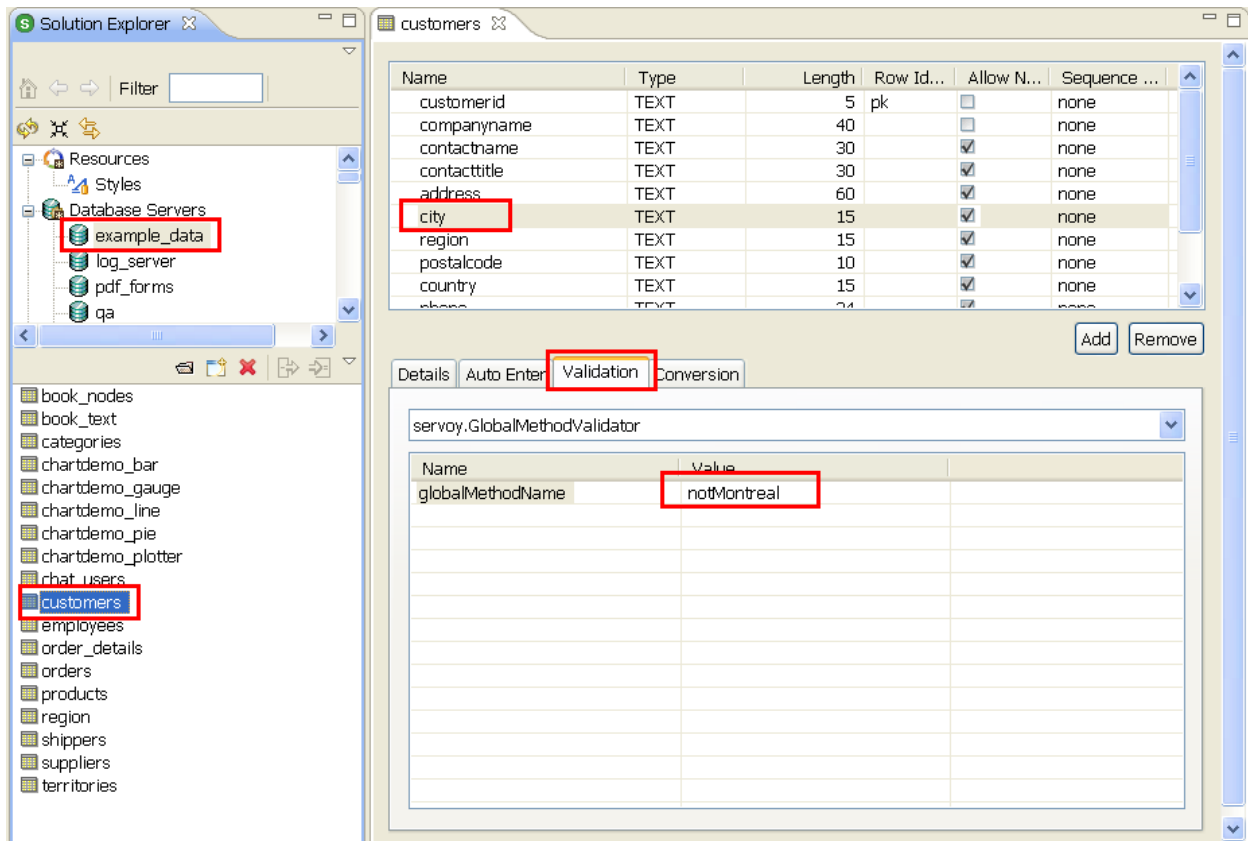 Solution Explorer
Filter
Resources
Styles
Database Servers
example_data
log_server
pdf_forms
qa
book_nodes
book_text
categories
chartdemo_bar
chartdemo_gauge
chartdemo_line
chartdemo_pie
chartdemo_plotter
chat_users
customers
employees
order_details
orders
products
region
shippers
suppliers
territories
customers
Name Type Length Row Id... Allow N... Sequence ...
customerid TEXT 5 pk none
companyname TEXT 40 none
contactname TEXT 30 none
contacttitle TEXT 30 none
address TEXT 60 none
city TEXT 15 none
region TEXT 15 none
postalcode TEXT 10 none
country TEXT 15 none
phone TEXT 24 none
Add Remove
Details Auto Enter Validation Conversion
servoy.GlobalMethodValidator
Name Value
globalMethodName notMontreal